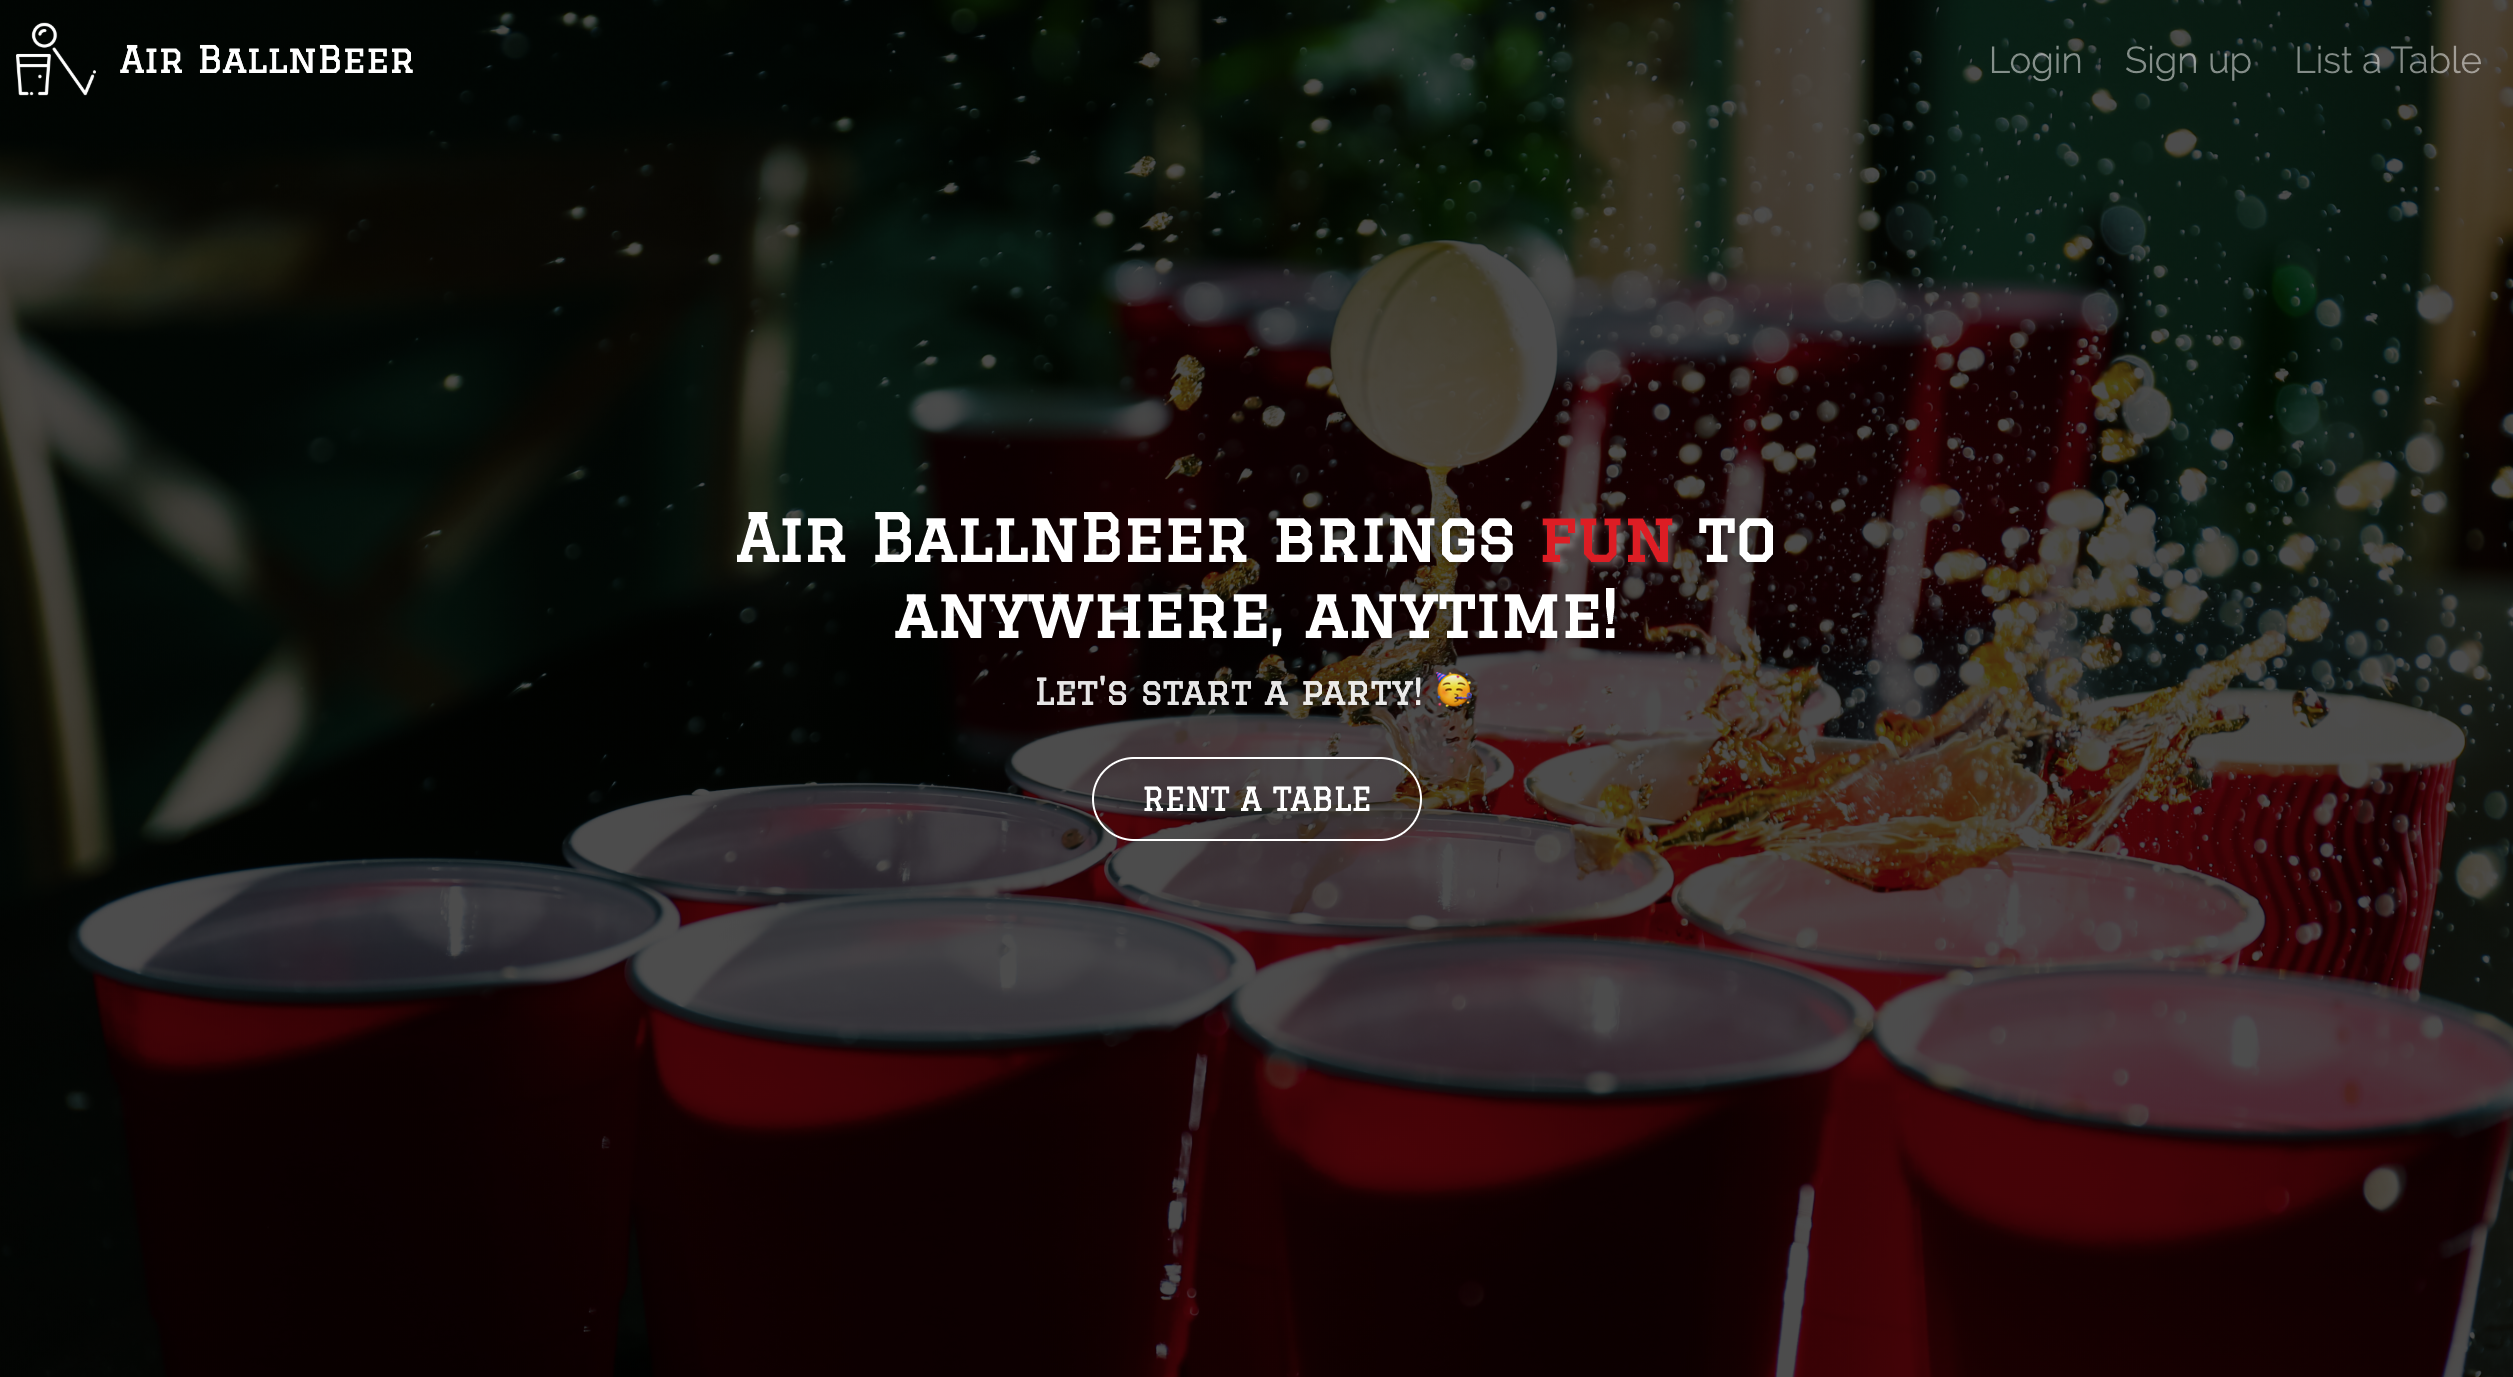 Air BallnBeer
Login Sign up List a Table
Air BallnBeer brings fun to
anywhere, anytime!
Let's start a party! 🥳
RENT A TABLE